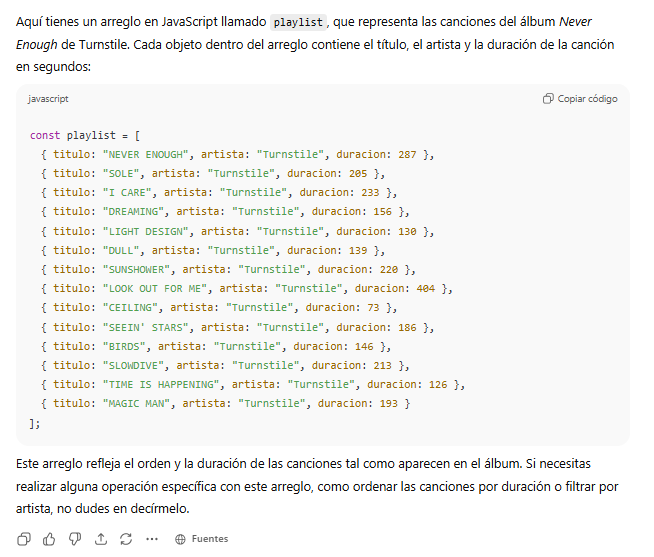 Aquí tienes un arreglo en JavaScript llamado playlist, que representa las canciones del álbum Never
Enough de Turnstile. Cada objeto dentro del arreglo contiene el título, el artista y la duración de la canción
en segundos:
javascript
Copiar código
const playlist = [
  { titulo: "NEVER ENOUGH", artista: "Turnstile", duracion: 287 },
  { titulo: "SOLE", artista: "Turnstile", duracion: 205 },
  { titulo: "I CARE", artista: "Turnstile", duracion: 233 },
  { titulo: "DREAMING", artista: "Turnstile", duracion: 156 },
  { titulo: "LIGHT DESIGN", artista: "Turnstile", duracion: 130 },
  { titulo: "DULL", artista: "Turnstile", duracion: 139 },
  { titulo: "SUNSHOWER", artista: "Turnstile", duracion: 220 },
  { titulo: "LOOK OUT FOR ME", artista: "Turnstile", duracion: 404 },
  { titulo: "CEILING", artista: "Turnstile", duracion: 73 },
  { titulo: "SEEIN' STARS", artista: "Turnstile", duracion: 186 },
  { titulo: "BIRDS", artista: "Turnstile", duracion: 146 },
  { titulo: "SLOWDIVE", artista: "Turnstile", duracion: 213 },
  { titulo: "TIME IS HAPPENING", artista: "Turnstile", duracion: 126 },
  { titulo: "MAGIC MAN", artista: "Turnstile", duracion: 193 }
];
Este arreglo refleja el orden y la duración de las canciones tal como aparecen en el álbum. Si necesitas
realizar alguna operación específica con este arreglo, como ordenar las canciones por duración o filtrar por
artista, no dudes en decírmelo.
Fuentes